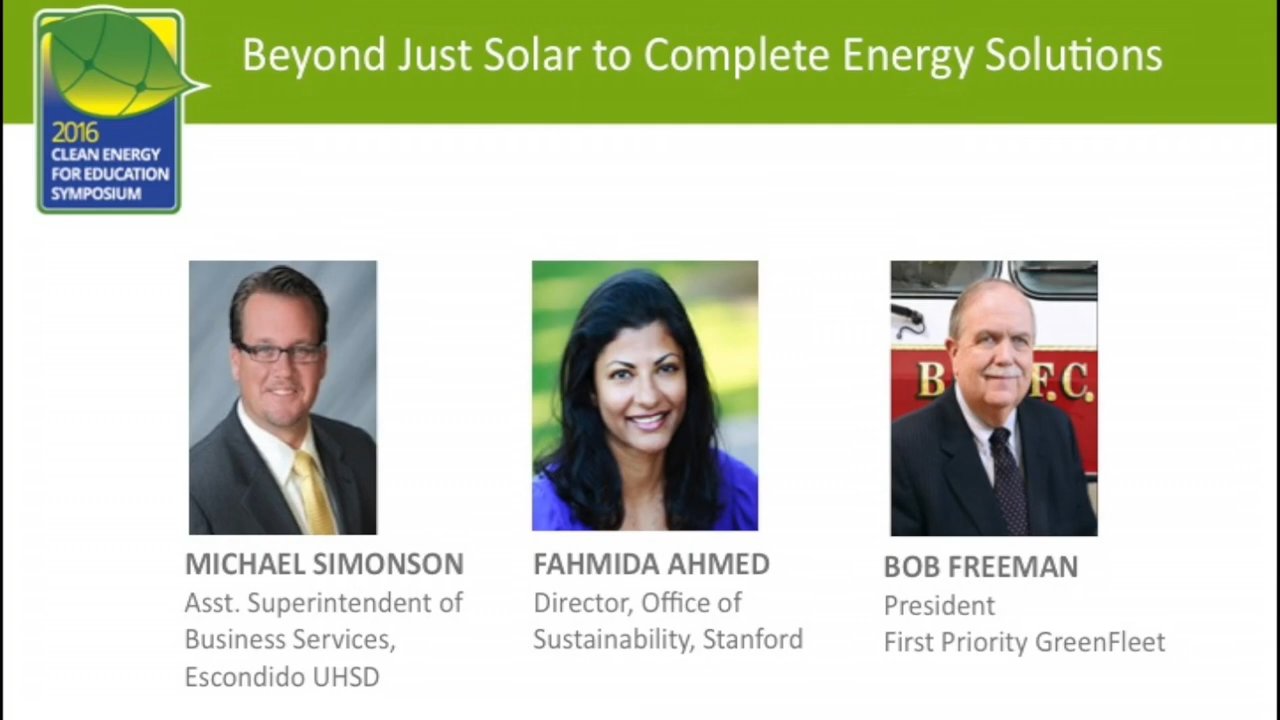 Beyond Just Solar to Complete Energy Solutions
2016
CLEAN ENERGY
FOR EDUCATION
SYMPOSIUM
B F.C.
MICHAEL SIMONSON
Asst. Superintendent of
Business Services,
Escondido UHSD
FAHMIDA AHMED
Director, Office of
Sustainability, Stanford
BOB FREEMAN
President
First Priority GreenFleet